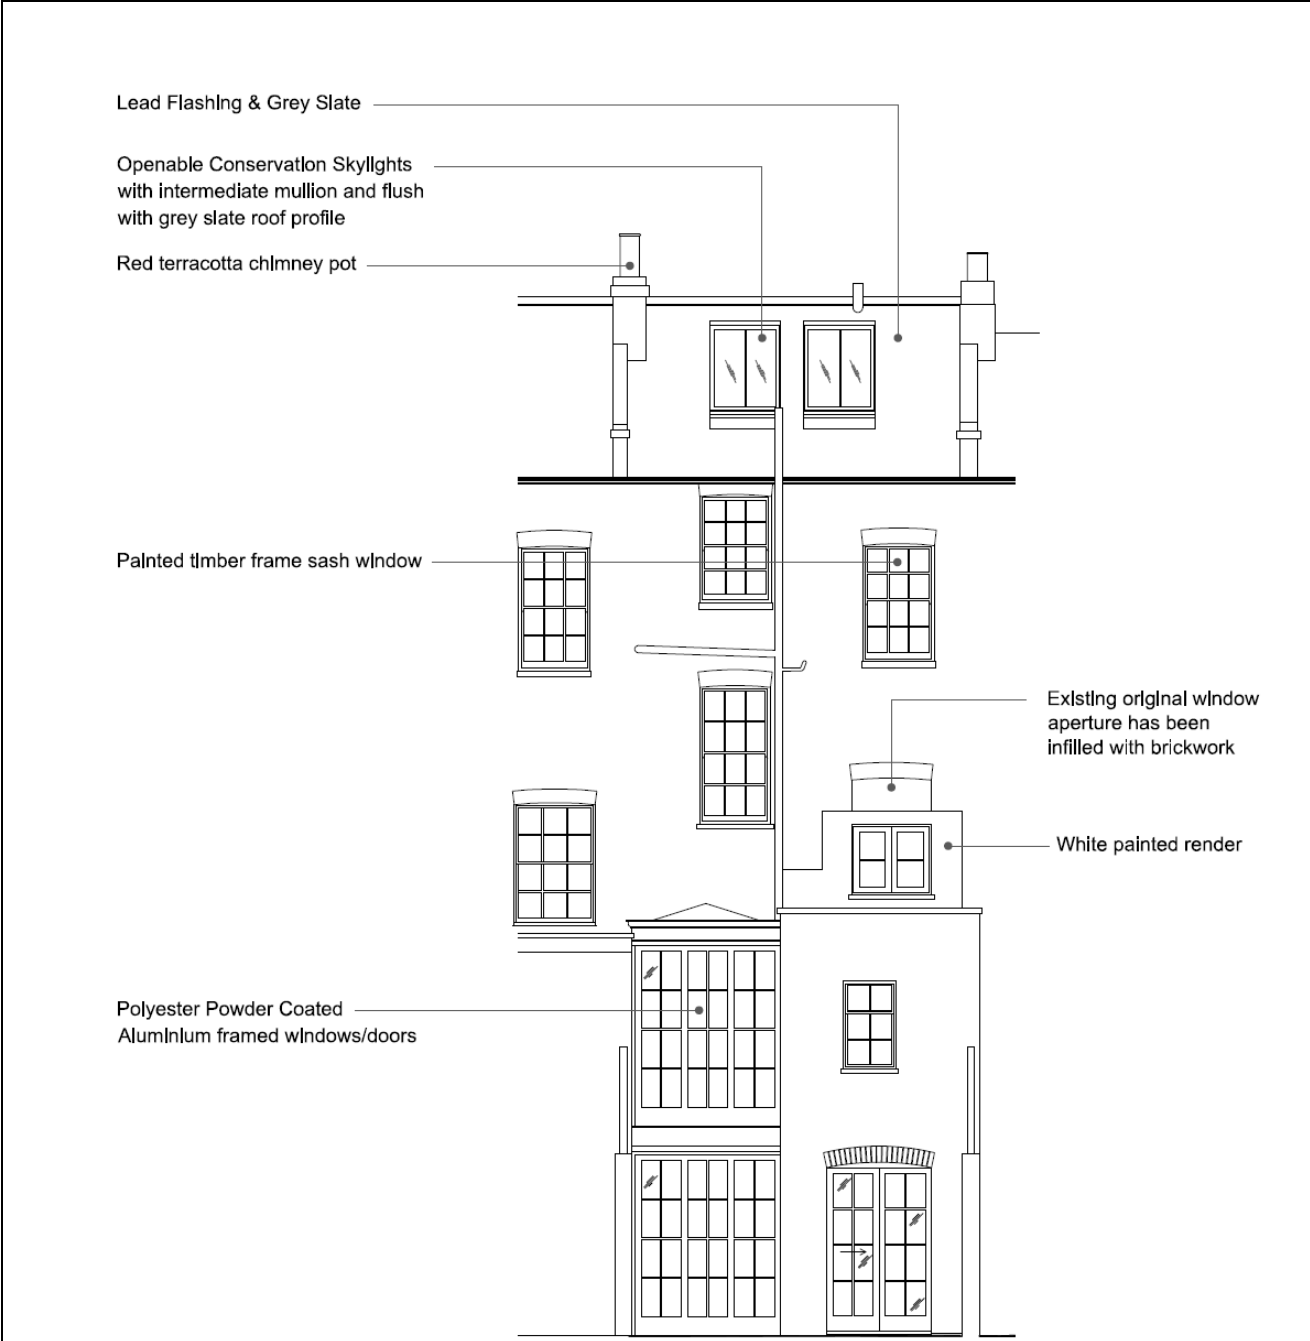 Lead Flashing & Grey Slate
Openable Conservation Skylights
with intermediate mullion and flush
with grey slate roof profile
Red terracotta chimney pot
Painted timber frame sash window
Existing original window
aperture has been
infilled with brickwork
White painted render
Polyester Powder Coated
Aluminium framed windows/doors